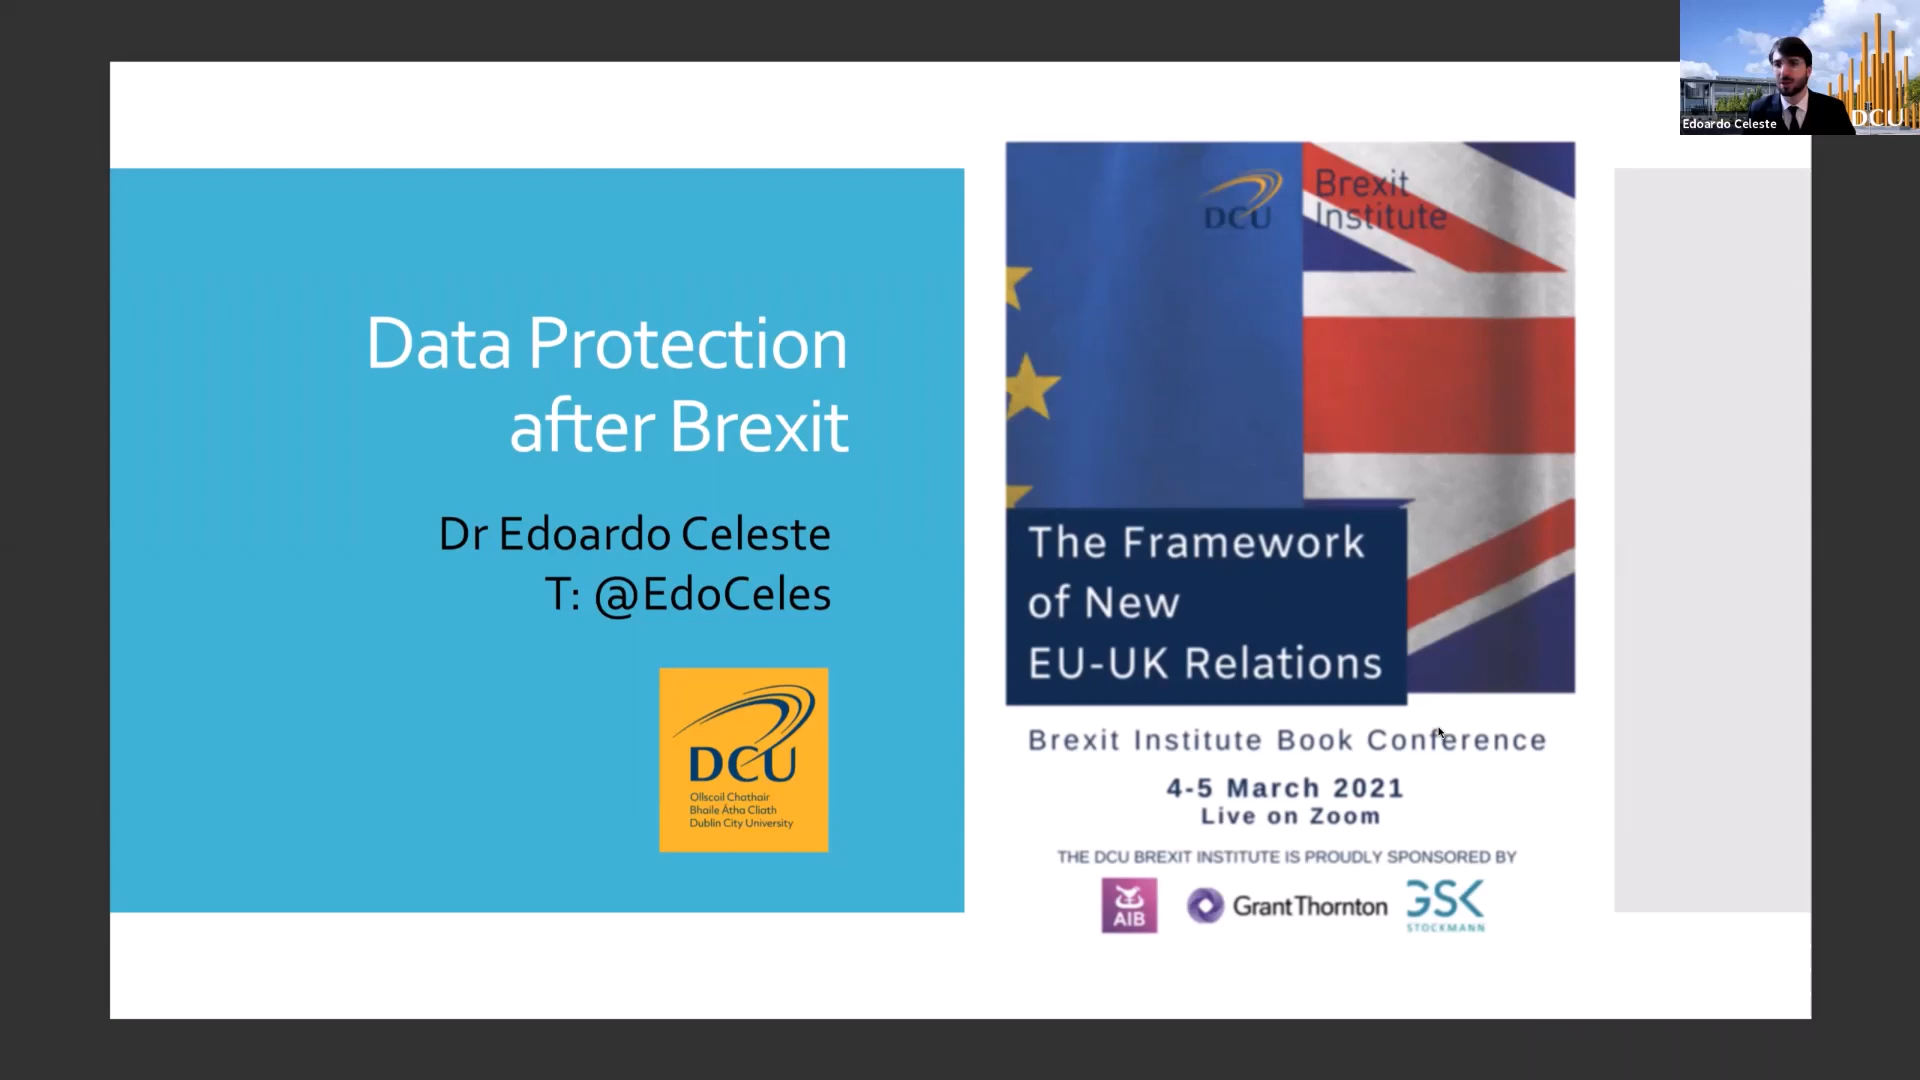 Data Protection
after Brexit
Dr Edoardo Celeste
T: @EdoCeles
DCU
Ollscoil Chathair
Bhaile Átha Cliath
Dublin City University
DCU
Brexit
Institute
The Framework
of New
EU-UK Relations
Brexit Institute Book Conference
4-5 March 2021
Live on Zoom
THE DCU BREXIT INSTITUTE IS PROUDLY SPONSORED BY
AIB
Grant Thornton
GSK
STOCKMANN
Edoardo Celeste
DCU